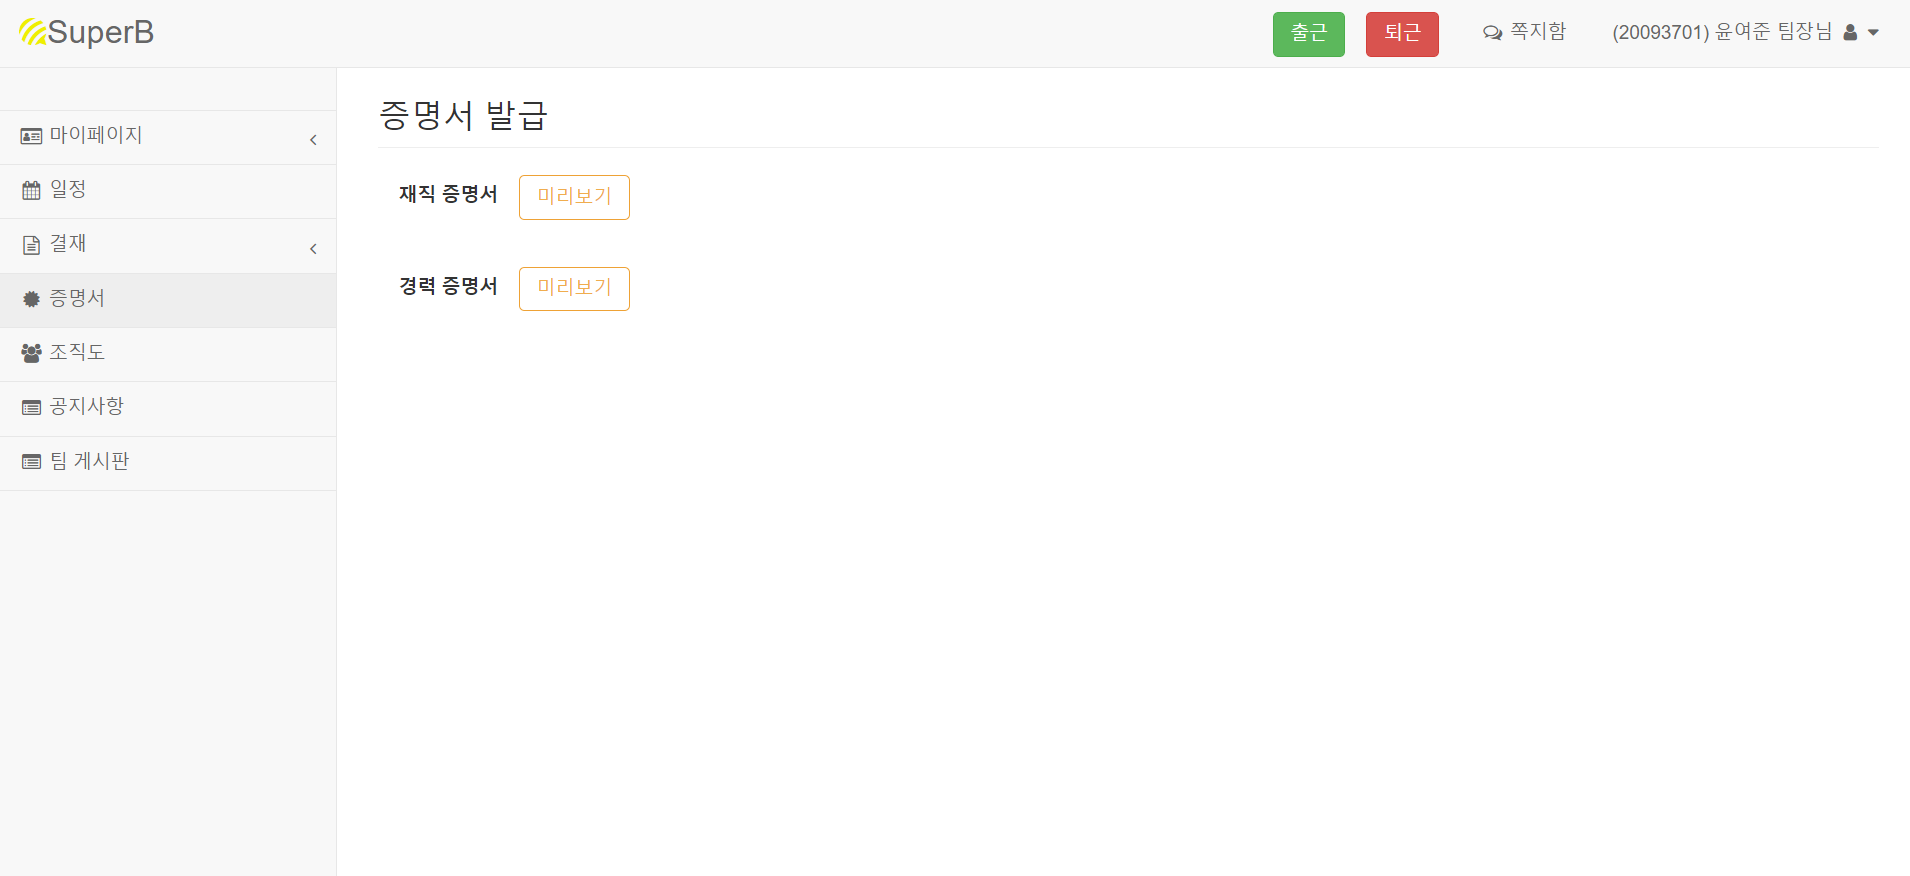 SuperB
출근 퇴근 쪽지함 (20093701) 윤여준 팀장님
마이페이지
일정
결재
증명서
조직도
공지사항
팀 게시판
증명서 발급
재직 증명서 미리보기
경력 증명서 미리보기